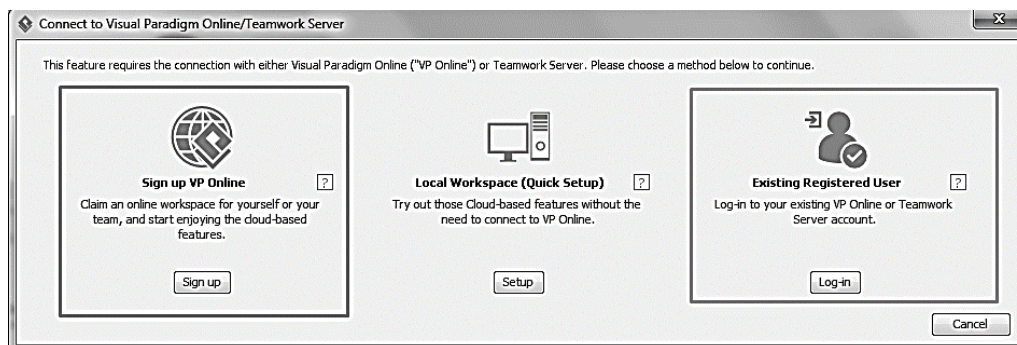 Connect to Visual Paradigm Online/Teamwork Server
x
This feature requires the connection with either Visual Paradigm Online ("VP Online") or Teamwork Server. Please choose a method below to continue.
Sign up VP Online ?
Claim an online workspace for yourself or your
team, and start enjoying the cloud-based
features.
Sign up
Local Workspace (Quick Setup) ?
Try out those Cloud-based features without the
need to connect to VP Online.
Setup
Existing Registered User ?
Log-in to your existing VP Online or Teamwork
Server account.
Log-in
Cancel